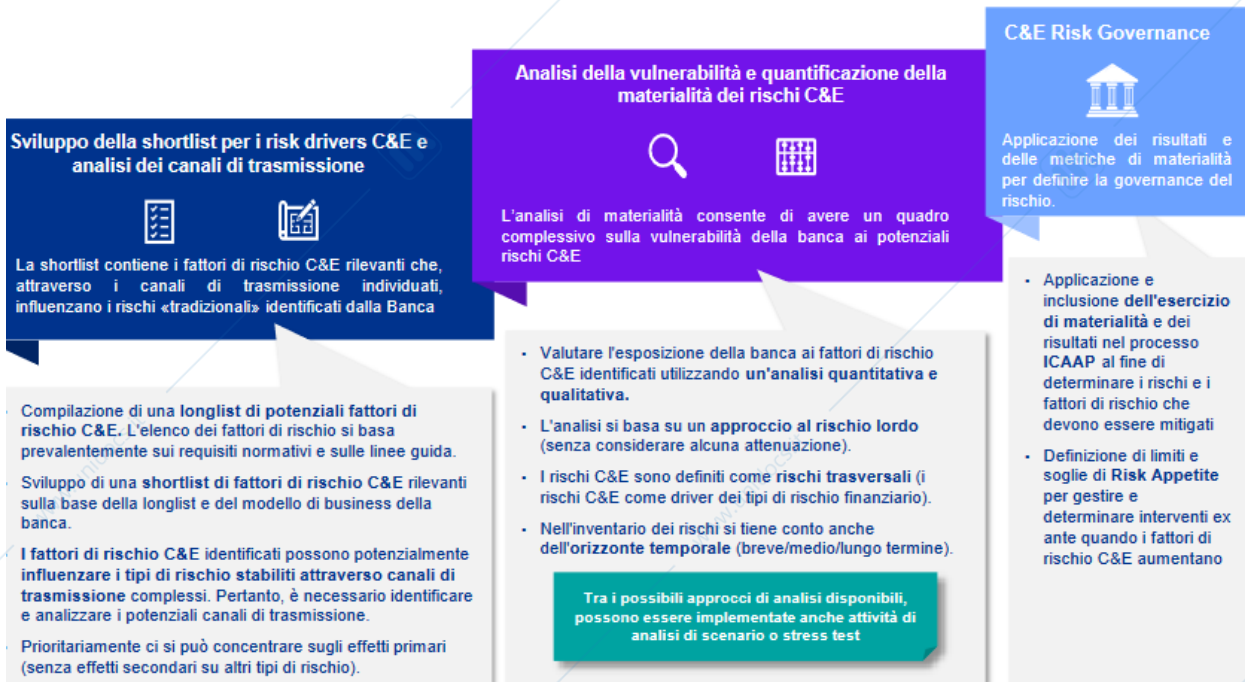 Sviluppo della shortlist per i risk drivers C&E e
analisi dei canali di trasmissione
La shortlist contiene i fattori di rischio C&E rilevanti che,
attraverso i canali di trasmissione individuati,
influenzano i rischi «tradizionali» identificati dalla Banca
Compilazione di una longlist di potenziali fattori di
rischio C&E. L'elenco dei fattori di rischio si basa
prevalentemente sui requisiti normativi e sulle linee guida.
Sviluppo di una shortlist di fattori di rischio C&E rilevanti
sulla base della longlist e del modello di business della
banca.
I fattori di rischio C&E identificati possono potenzialmente
influenzare i tipi di rischio stabiliti attraverso canali di
trasmissione complessi. Pertanto, è necessario identificare
e analizzare i potenziali canali di trasmissione.
Prioritariamente ci si può concentrare sugli effetti primari
(senza effetti secondari su altri tipi di rischio).
Analisi della vulnerabilità e quantificazione della
materialità dei rischi C&E
L'analisi di materialità consente di avere un quadro
complessivo sulla vulnerabilità della banca ai potenziali
rischi C&E
• Valutare l'esposizione della banca ai fattori di rischio
C&E identificati utilizzando un'analisi quantitativa e
qualitativa.
• L'analisi si basa su un approccio al rischio lordo
(senza considerare alcuna attenuazione).
• I rischi C&E sono definiti come rischi trasversali (i
rischi C&E come driver dei tipi di rischio finanziario).
• Nell'inventario dei rischi si tiene conto anche
dell'orizzonte temporale (breve/medio/lungo termine).
Tra i possibili approcci di analisi disponibili,
possono essere implementate anche attività di
analisi di scenario o stress test
C&E Risk Governance
Applicazione dei risultati e
delle metriche di materialità
per definire la governance del
rischio.
• Applicazione e
inclusione dell'esercizio
di materialità e dei
risultati nel processo
ICAAP al fine di
determinare i rischi e i
fattori di rischio che
devono essere mitigati
• Definizione di limiti e
soglie di Risk Appetite
per gestire e
determinare interventi ex
ante quando i fattori di
rischio C&E aumentano